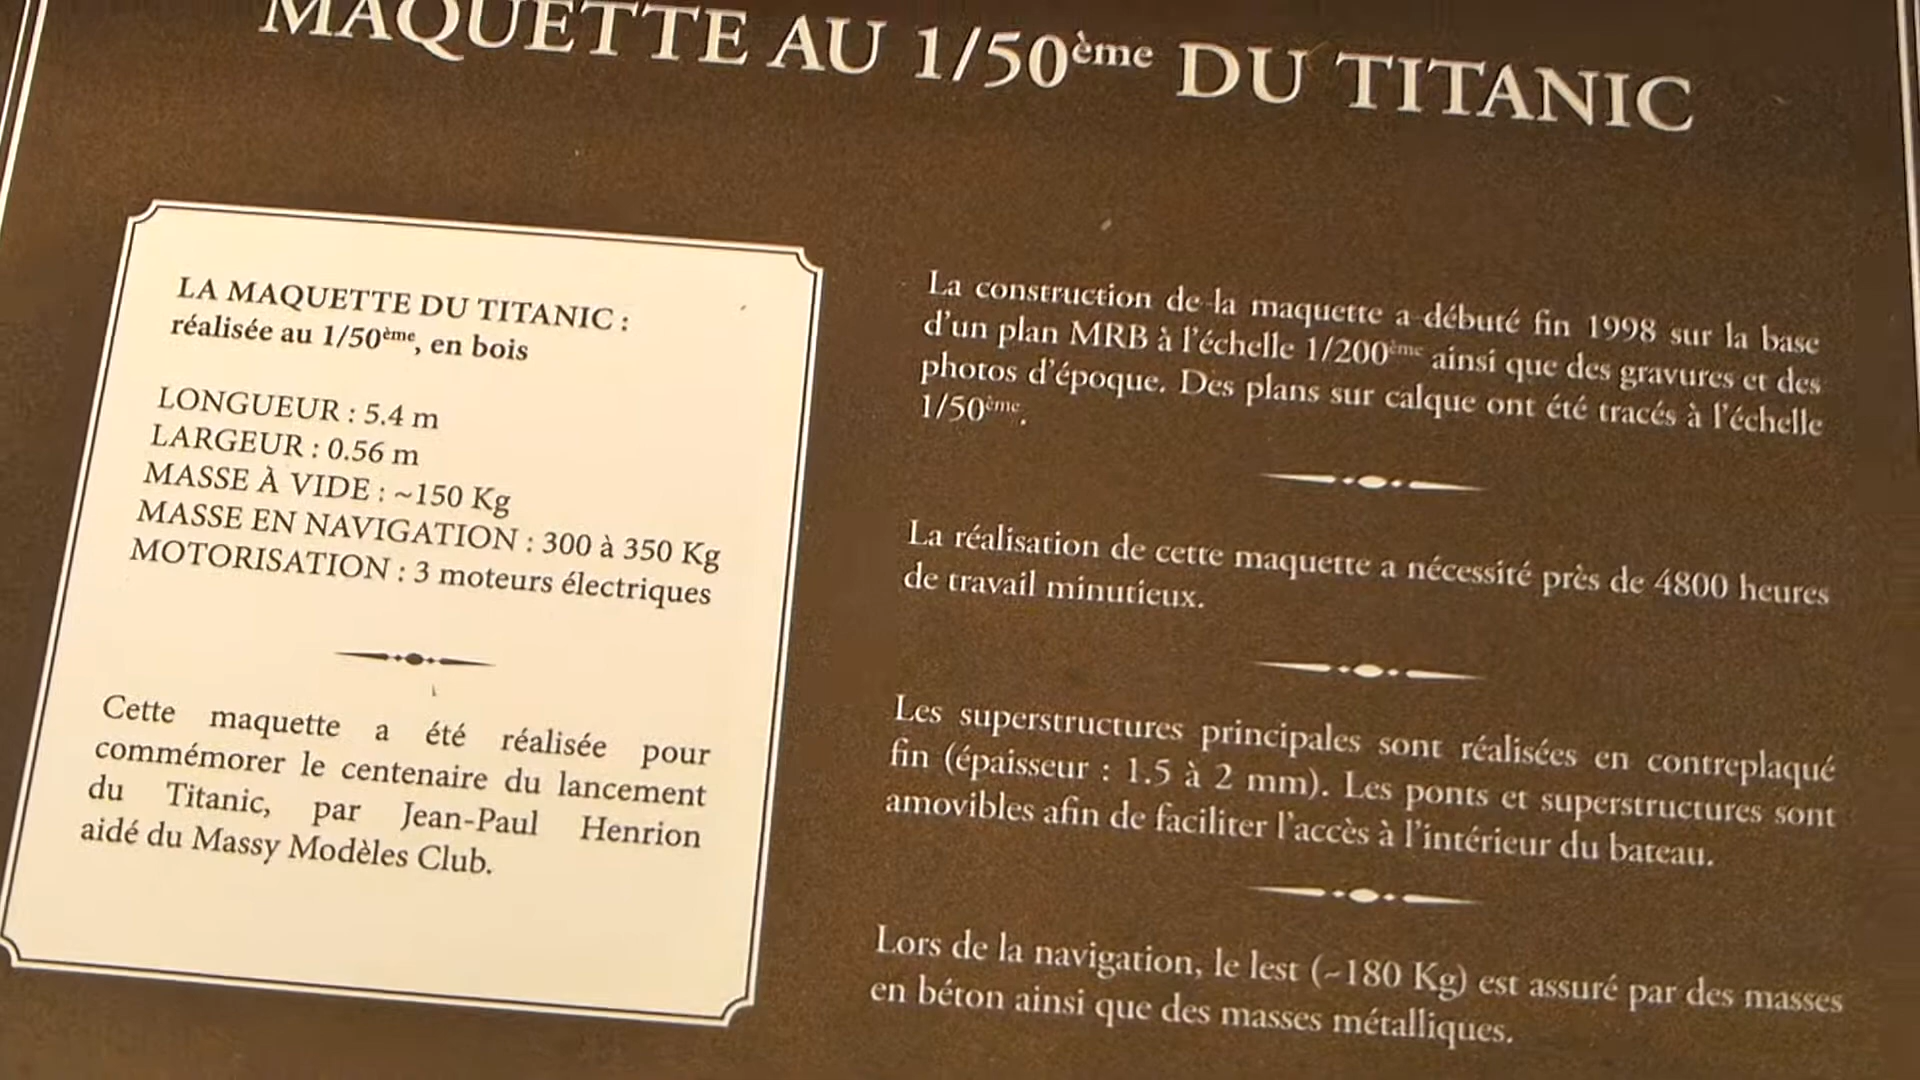 MAQUETTE AU 1/50ème DU TITANIC
LA MAQUETTE DU TITANIC :
réalisée au 1/50ème, en bois
LONGUEUR : 5.4 m
LARGEUR : 0.56 m
MASSE À VIDE : ~150 Kg
MASSE EN NAVIGATION : 300 à 350 Kg
MOTORISATION : 3 moteurs électriques
Cette maquette a été réalisée pour
commémorer le centenaire du lancement
du Titanic, par Jean-Paul Henrion
aidé du Massy Modèles Club.
La construction de la maquette a débuté fin 1998 sur la base
d'un plan MRB à l'échelle 1/200ème ainsi que des gravures et des
photos d'époque. Des plans sur calque ont été tracés à l'échelle
1/50ème.
La réalisation de cette maquette a nécessité près de 4800 heures
de travail minutieux.
Les superstructures principales sont réalisées en contreplaqué
fin (épaisseur : 1.5 à 2 mm). Les ponts et superstructures sont
amovibles afin de faciliter l'accès à l'intérieur du bateau.
Lors de la navigation, le lest (~180 Kg) est assuré par des masses
en béton ainsi que des masses métalliques.